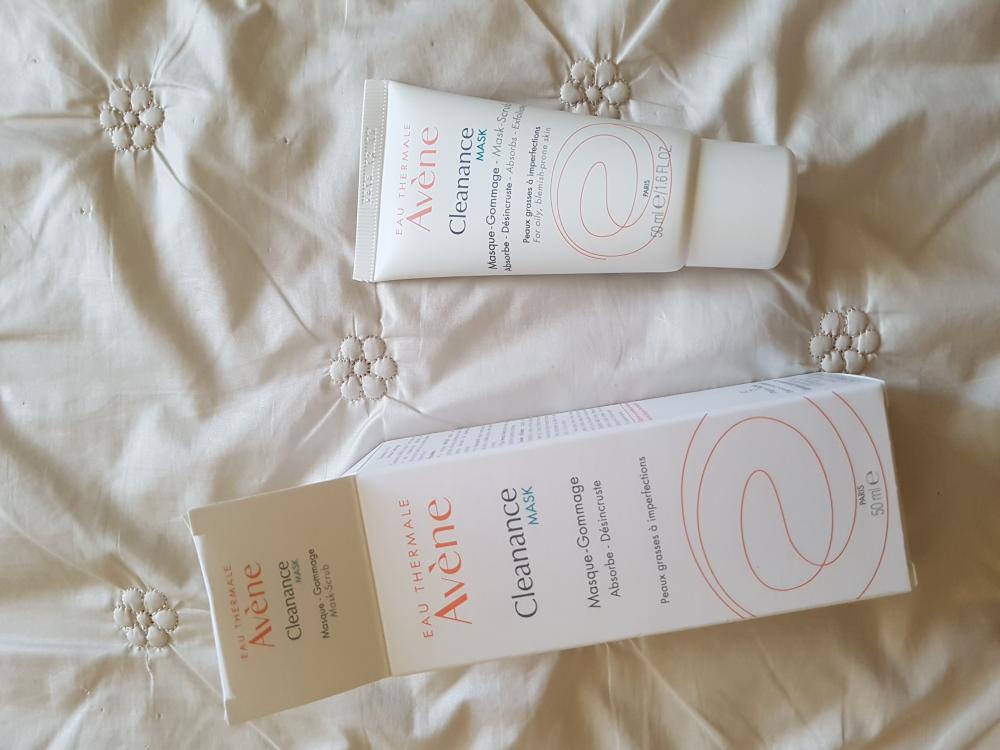 EAU THERMALE
Avène
Cleanance
MASK
Masque-Gommage - Mask-Scrub
Absorbe - Désincruste - Absorbs - Exfoliates
Peaux grasses à imperfections
For oily, blemish-prone skin
PARIS
50 ml e/1.6 FL.OZ.
EAU THERMALE
Avène
Cleanance
MASK
Masque - Gommage
Mask-Scrub
EAU THERMALE
Avène
Cleanance
MASK
Masque-Gommage
Absorbe - Désincruste
Peaux grasses à imperfections
PARIS
50 ml e